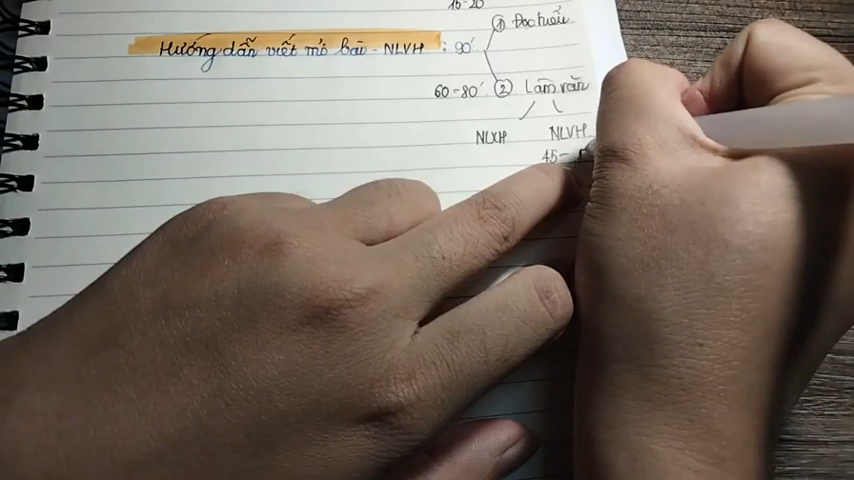 15-20
① Đọc hiểu
Hướng dẫn viết mở bài - NLVH : 90'
60-80' ② Làm văn
NLXH NLVH
45-